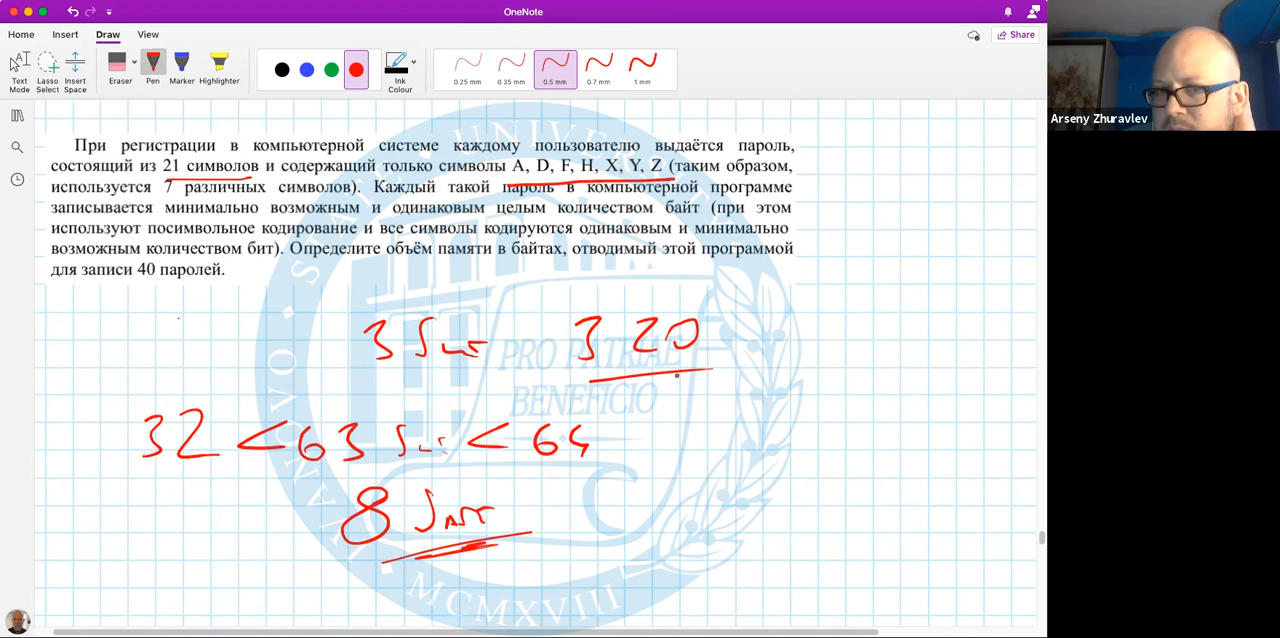 OneNote
Home Insert Draw View
Share
Text Mode
Lasso Select
Insert Space
Eraser
Pen
Marker
Highlighter
Ink Colour
0.25 mm
0.35 mm
0.5 mm
0.7 mm
1 mm
Arseny Zhuravlev
При регистрации в компьютерной системе каждому пользователю выдаётся пароль,
состоящий из 21 символов и содержащий только символы A, D, F, H, X, Y, Z (таким образом,
используется 7 различных символов). Каждый такой пароль в компьютерной программе
записывается минимально возможным и одинаковым целым количеством байт (при этом
используют посимвольное кодирование и все символы кодируются одинаковым и минимально
возможным количеством бит). Определите объём памяти в байтах, отводимый этой программой
для записи 40 паролей.
3 бит 320
32 < 63 бит < 64
8 байт
PRO PATRIAE
BENEFICIO
MCMXVIII